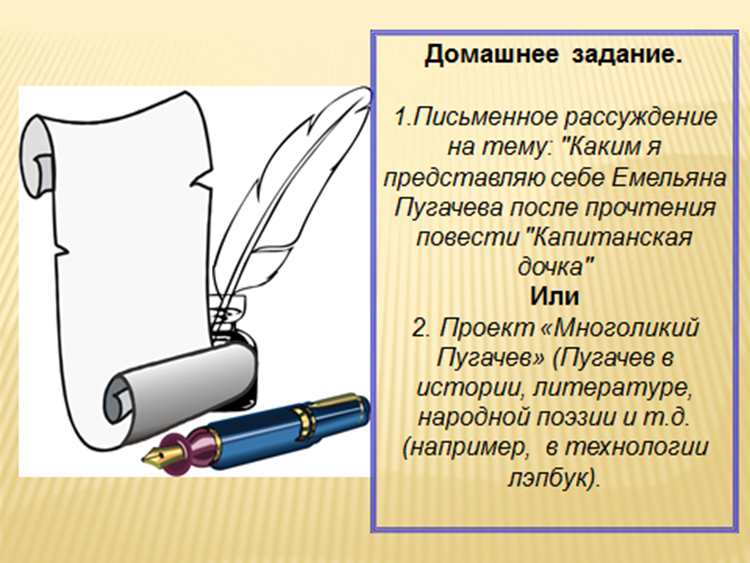 Домашнее задание.
1.Письменное рассуждение
на тему: "Каким я
представляю себе Емельяна
Пугачева после прочтения
повести "Капитанская
дочка"
Или
2. Проект «Многоликий
Пугачев» (Пугачев в
истории, литературе,
народной поэзии и т.д.
(например, в технологии
лэпбук).